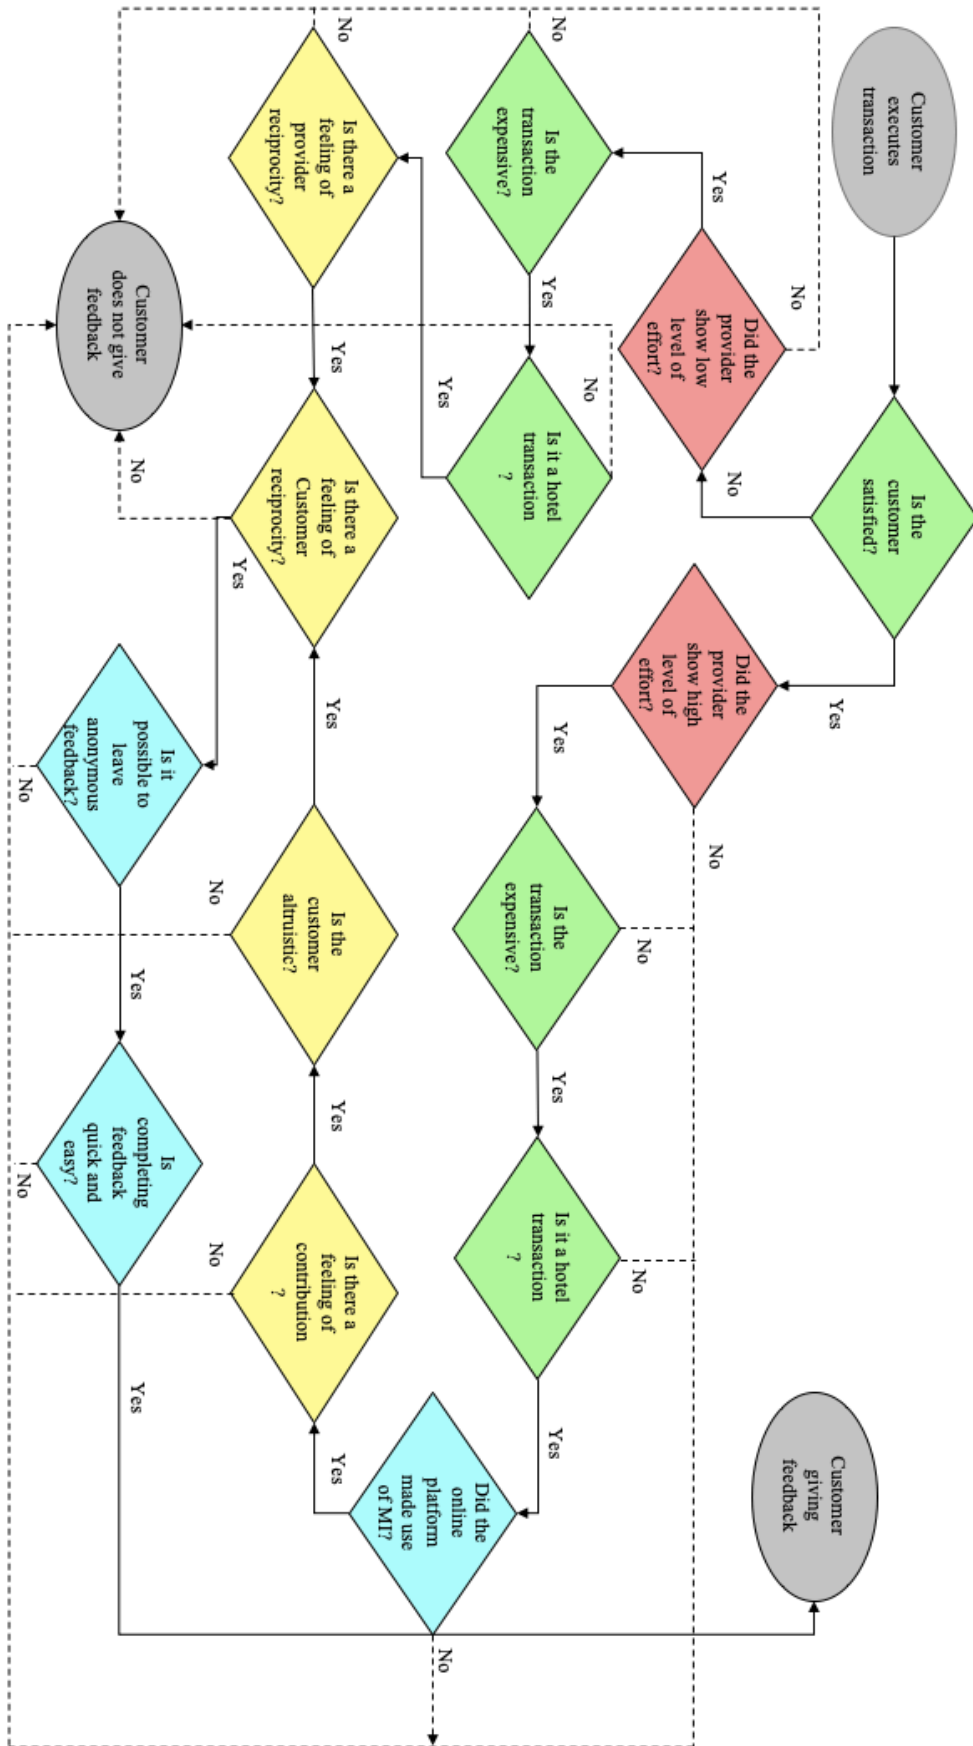 Customer
executes
transaction
Is the
customer
satisfied?
No
Yes
Did the
provider
show low
level of
effort?
No
Yes
Is the
transaction
expensive?
No
Yes
Is it a hotel
transaction
?
No
Yes
Did the
provider
show high
level of
effort?
No
Yes
Is the
transaction
expensive?
No
Yes
Is it a hotel
transaction
?
No
Yes
Did the
online
platform
made use
of MI?
No
Yes
Is there a
feeling of
contribution
?
No
Yes
Is the
customer
altruistic?
No
Yes
Is there a
feeling of
provider
reciprocity?
No
Yes
Is there a
feeling of
Customer
reciprocity?
No
Yes
Is it
possible to
leave
anonymous
feedback?
No
Yes
Is
completing
feedback
quick and
easy?
No
Yes
Customer
giving
feedback
Customer
does not give
feedback